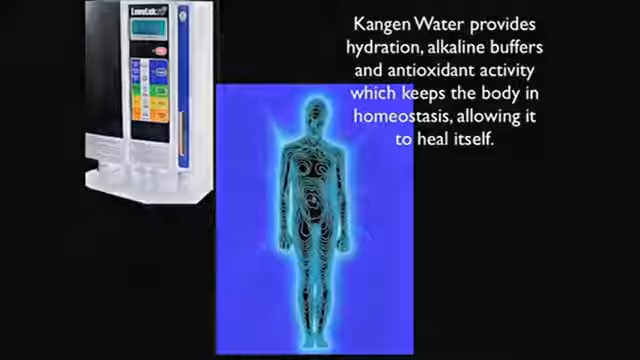 LeveLuk
Kangen Water provides
hydration, alkaline buffers
and antioxidant activity
which keeps the body in
homeostasis, allowing it
to heal itself.